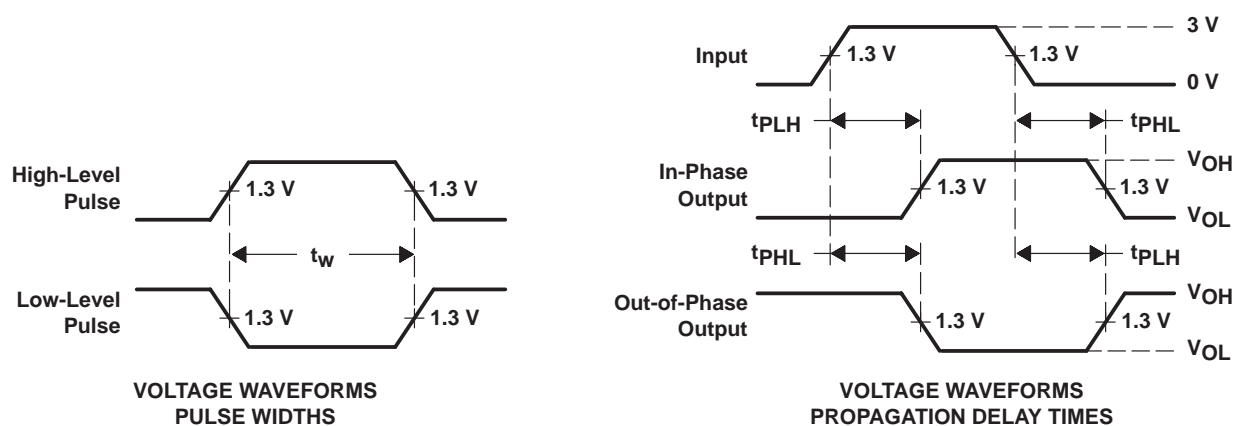 High-Level
Pulse
1.3 V
1.3 V
tw
Low-Level
Pulse
1.3 V
1.3 V
VOLTAGE WAVEFORMS
PULSE WIDTHS
Input
1.3 V
1.3 V
3 V
0 V
tPLH
tPHL
In-Phase
Output
1.3 V
1.3 V
VOH
VOL
tPHL
tPLH
Out-of-Phase
Output
1.3 V
1.3 V
VOH
VOL
VOLTAGE WAVEFORMS
PROPAGATION DELAY TIMES